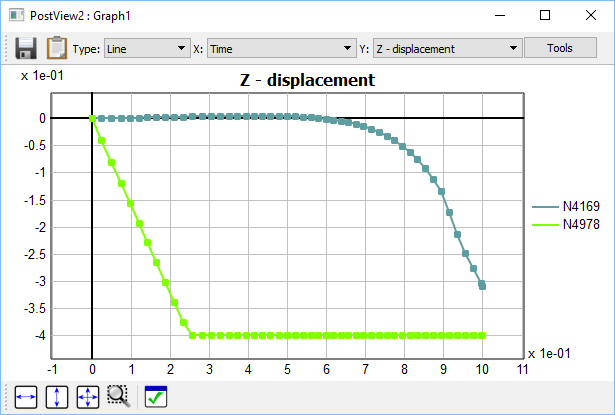 PostView2 : Graph1
Type: Line X: Time Y: Z - displacement Tools
x 1e-01
Z - displacement
0
-0.5
-1
-1.5
-2
-2.5
-3
-3.5
-4
N4169
N4978
-1 0 1 2 3 4 5 6 7 8 9 10 11
x 1e-01